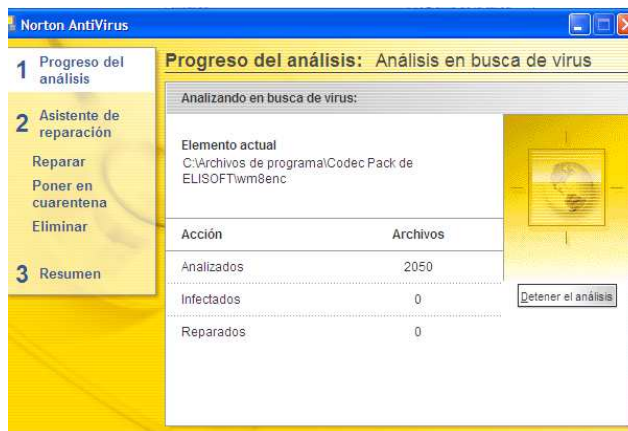 Norton AntiVirus
1 Progreso del
análisis
2 Asistente de
reparación
Reparar
Poner en
cuarentena
Eliminar
3 Resumen
Progreso del análisis: Análisis en busca de virus
Analizando en busca de virus:
Elemento actual
C:\Archivos de programa\Codec Pack de
ELISOFT\wm8enc
Acción Archivos
Analizados 2050
Infectados 0
Reparados 0
Detener el análisis